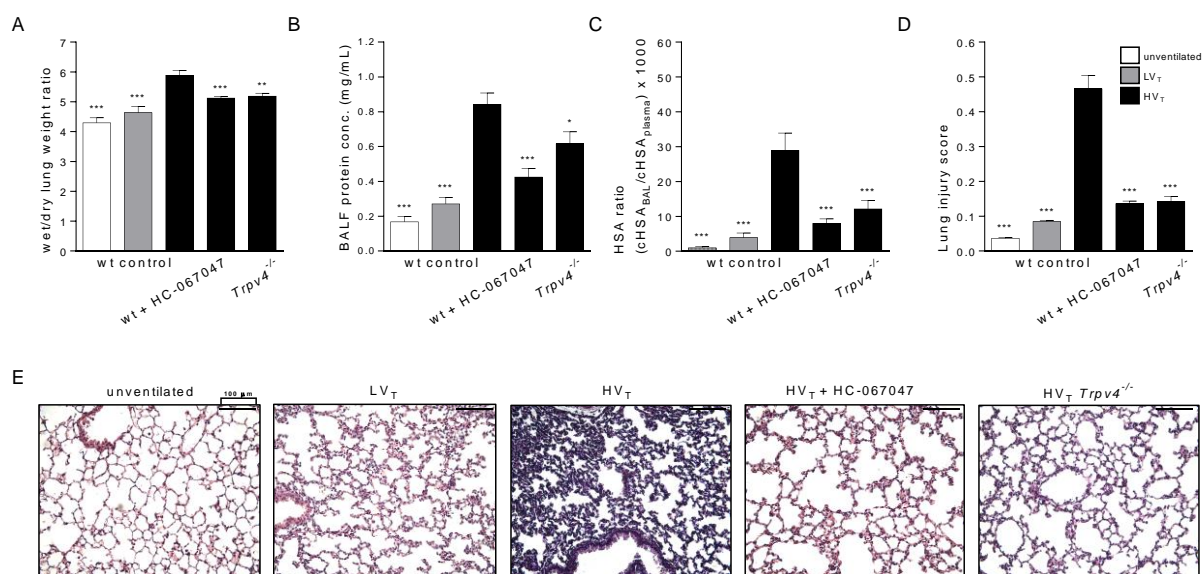 A
wet/dry lung weight ratio
7
6
5
4
3
2
1
0
***
***
***
**
wt control
wt + HC-067047
Trpv4-/-
B
BALF protein conc. (mg/mL)
1.2
1.0
0.8
0.6
0.4
0.2
0.0
***
***
***
*
wt control
wt + HC-067047
Trpv4-/-
C
HSA ratio
(cHSABAL/cHSAplasma) x 1000
60
50
40
30
20
10
0
***
***
***
***
wt control
wt + HC-067047
Trpv4-/-
D
Lung injury score
0.6
0.5
0.4
0.3
0.2
0.1
0.0
***
***
***
***
wt control
wt + HC-067047
Trpv4-/-
unventilated
LVT
HVT
E
unventilated
100 µm
LVT
HVT
HVT + HC-067047
HVT Trpv4-/-